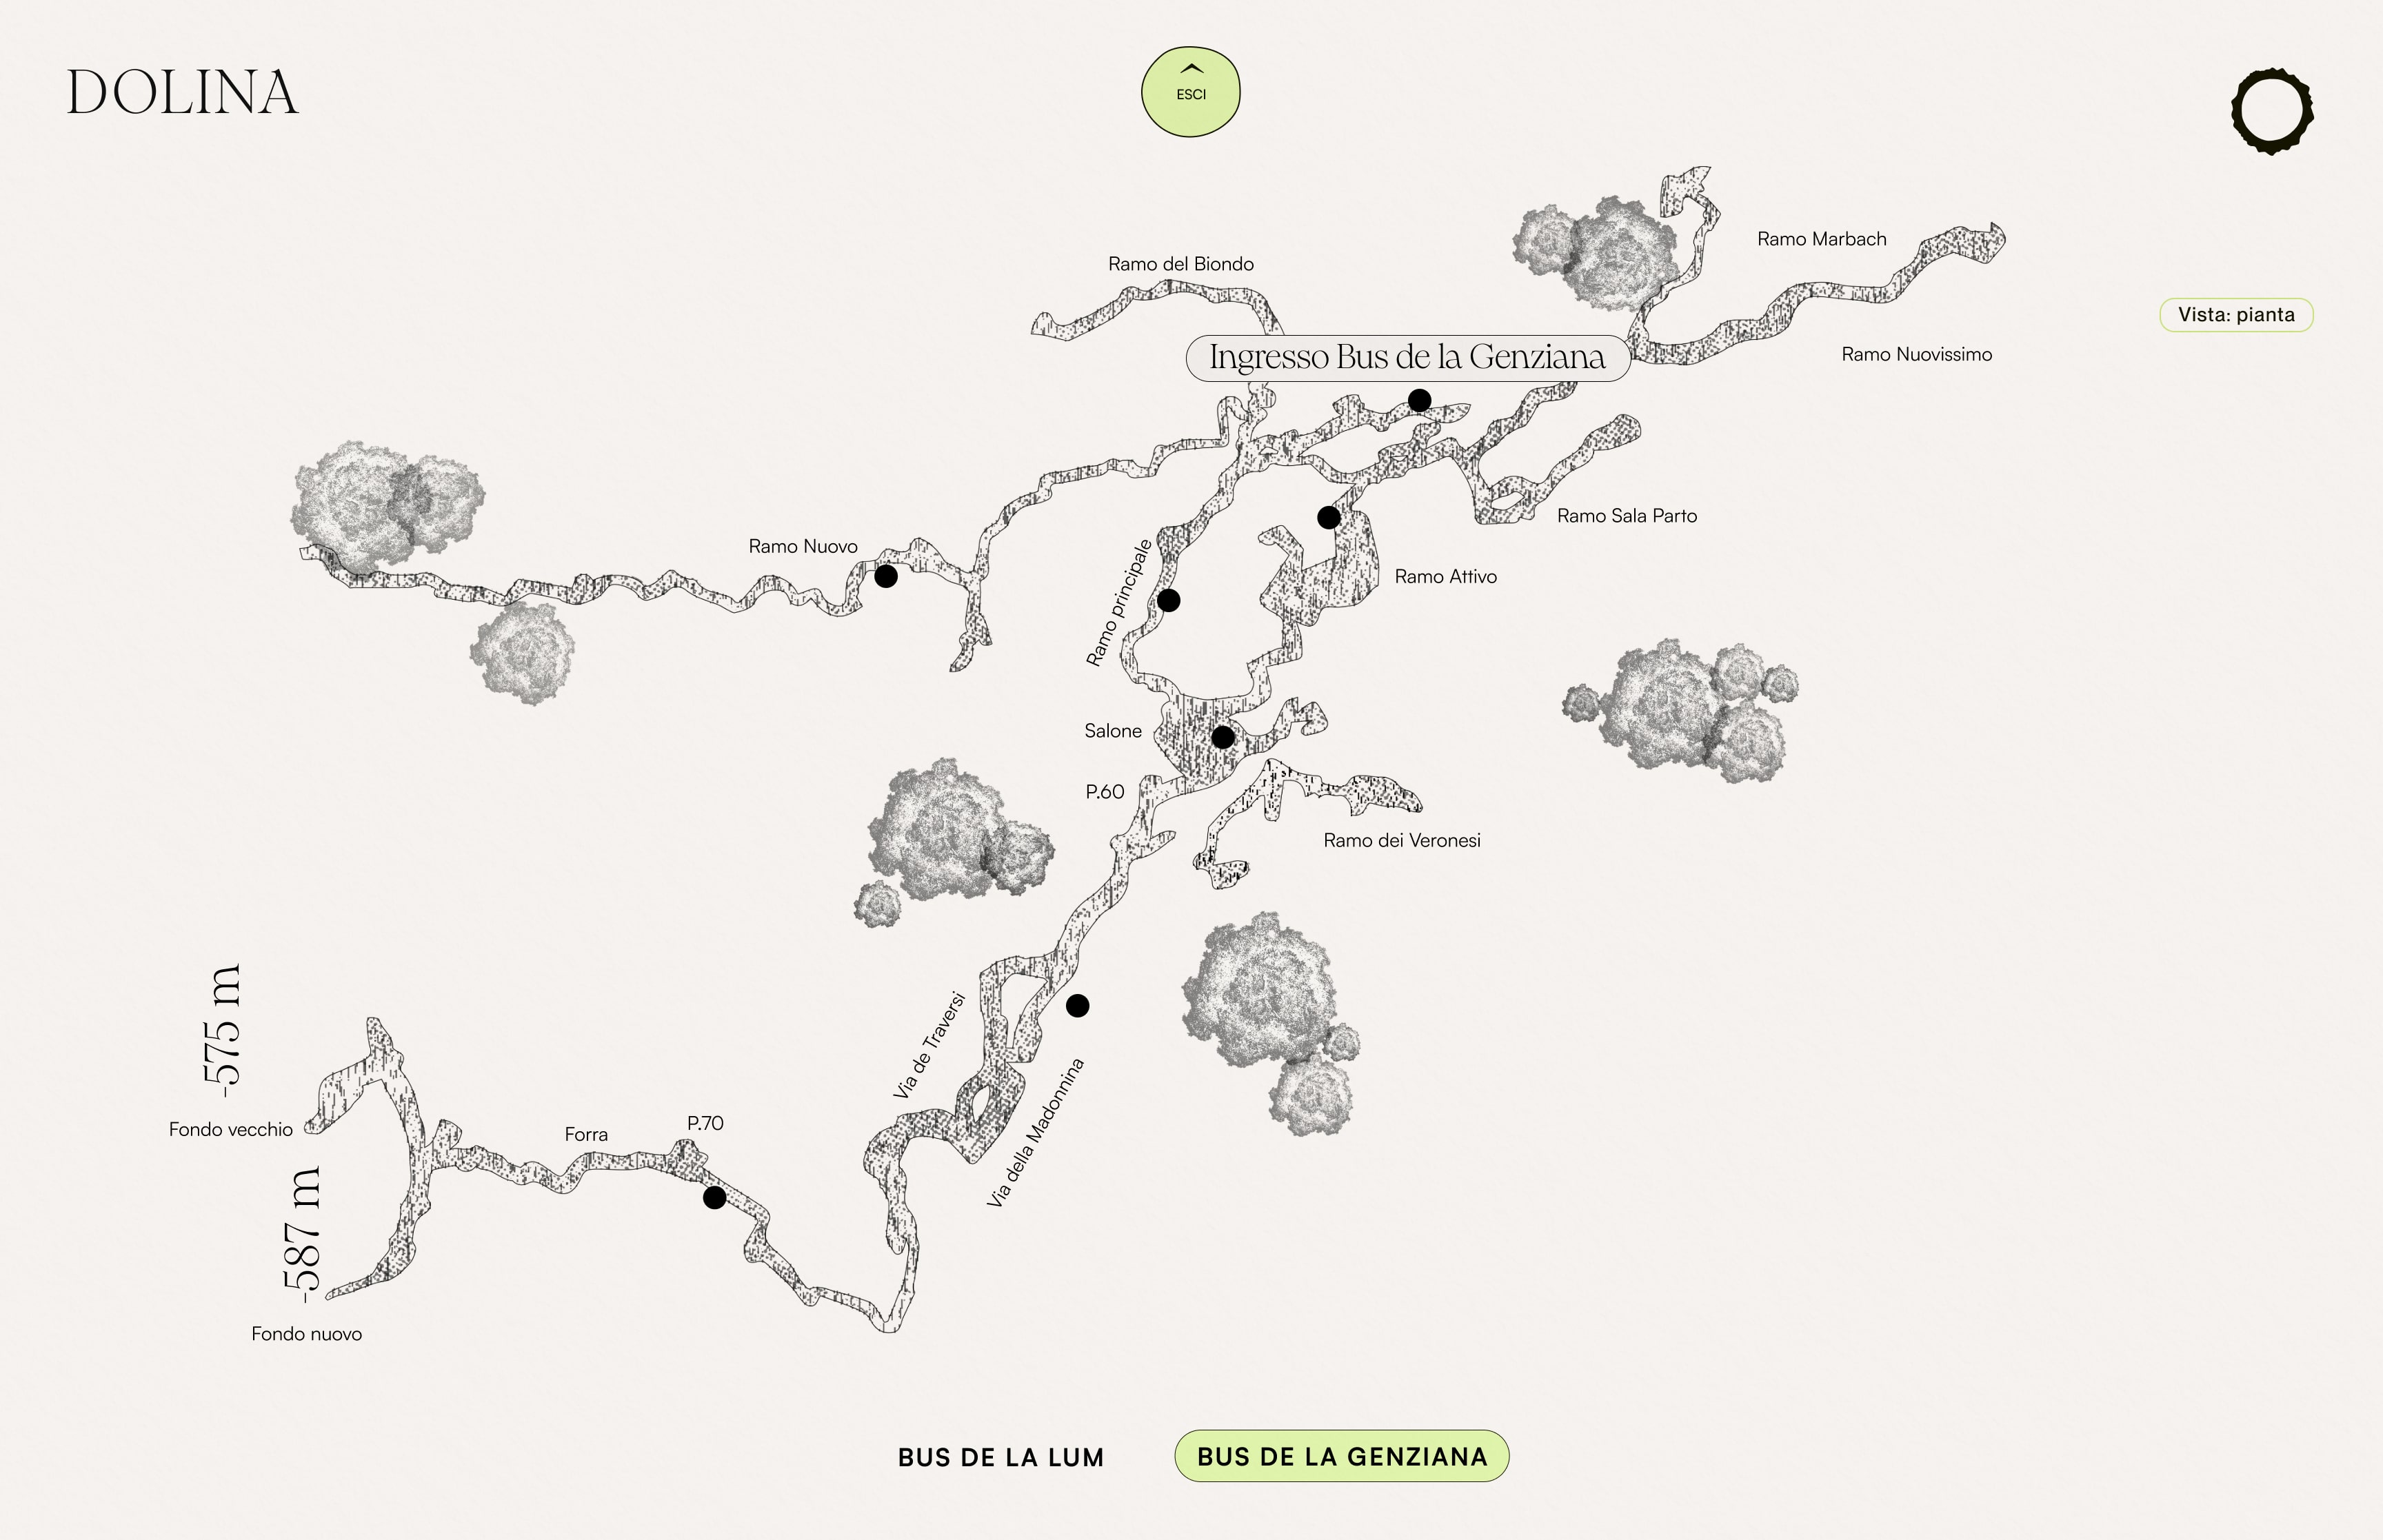 DOLINA
ESCI
Ramo Marbach
Ramo del Biondo
Vista: pianta
Ingresso Bus de la Genziana
Ramo Nuovissimo
Ramo Sala Parto
Ramo Nuovo
Ramo principale
Ramo Attivo
Salone
P.60
Ramo dei Veronesi
-575 m
Via de Traversi
Fondo vecchio
Forra
P.70
Via della Madonnina
-587 m
Fondo nuovo
BUS DE LA LUM
BUS DE LA GENZIANA